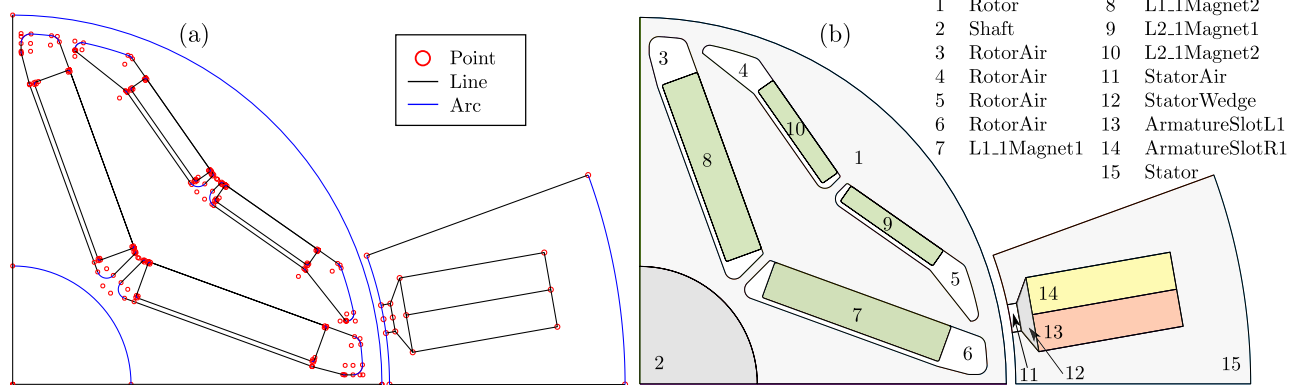 (a)
Point
Line
Arc
(b)
1 Rotor
2 Shaft
3 RotorAir
4 RotorAir
5 RotorAir
6 RotorAir
7 L1_1Magnet1
8 L1_1Magnet2
9 L2_1Magnet1
10 L2_1Magnet2
11 StatorAir
12 StatorWedge
13 ArmatureSlotL1
14 ArmatureSlotR1
15 Stator
3
4
10
1
8
9
5
7
6
2
14
13
11
12
15